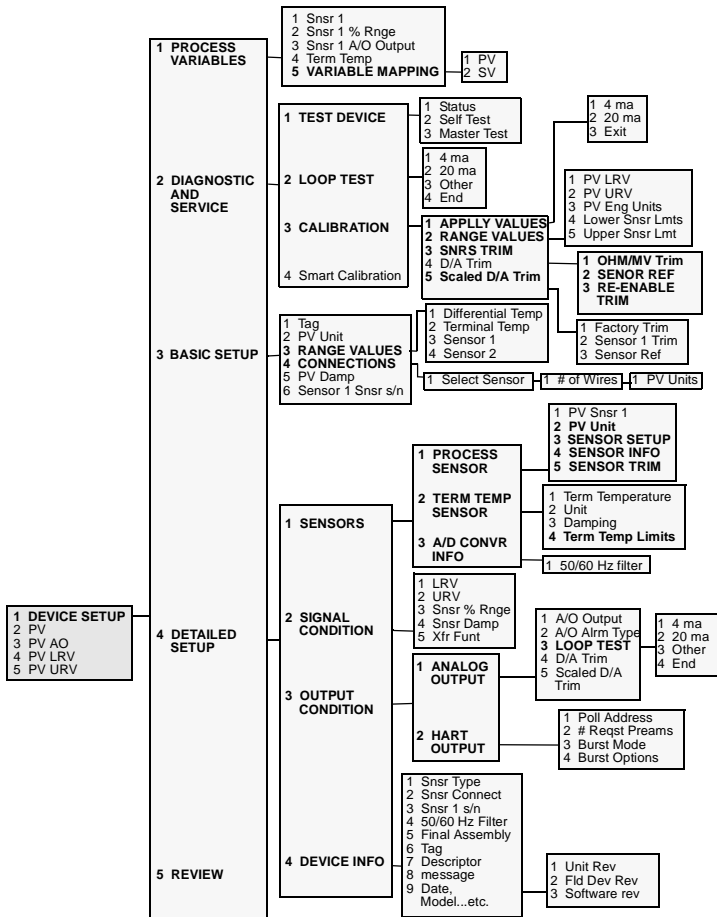 1 DEVICE SETUP
2 PV
3 PV AO
4 PV LRV
5 PV URV
1 PROCESS
VARIABLES
2 DIAGNOSTIC
AND
SERVICE
3 BASIC SETUP
4 DETAILED
SETUP
5 REVIEW
1 Snsr 1
2 Snsr 1 % Rnge
3 Snsr 1 A/O Output
4 Term Temp
5 VARIABLE MAPPING
1 PV
2 SV
1 TEST DEVICE
2 LOOP TEST
3 CALIBRATION
4 Smart Calibration
1 Status
2 Self Test
3 Master Test
1 4 ma
2 20 ma
3 Other
4 End
1 APPLLY VALUES
2 RANGE VALUES
3 SNRS TRIM
4 D/A Trim
5 Scaled D/A Trim
1 4 ma
2 20 ma
3 Exit
1 PV LRV
2 PV URV
3 PV Eng Units
4 Lower Snsr Lmts
5 Upper Snsr Lmt
1 OHM/MV Trim
2 SENOR REF
3 RE-ENABLE
TRIM
1 Factory Trim
2 Sensor 1 Trim
3 Sensor Ref
1 Tag
2 PV Unit
3 RANGE VALUES
4 CONNECTIONS
5 PV Damp
6 Sensor 1 Snsr s/n
1 Differential Temp
2 Terminal Temp
3 Sensor 1
4 Sensor 2
1 Select Sensor
1 # of Wires
1 PV Units
1 SENSORS
2 SIGNAL
CONDITION
3 OUTPUT
CONDITION
4 DEVICE INFO
1 PROCESS
SENSOR
2 TERM TEMP
SENSOR
3 A/D CONVR
INFO
1 PV Snsr 1
2 PV Unit
3 SENSOR SETUP
4 SENSOR INFO
5 SENSOR TRIM
1 Term Temperature
2 Unit
3 Damping
4 Term Temp Limits
1 50/60 Hz filter
1 LRV
2 URV
3 Snsr % Rnge
4 Snsr Damp
5 Xfr Funt
1 ANALOG
OUTPUT
2 HART
OUTPUT
1 A/O Output
2 A/O Alrm Type
3 LOOP TEST
4 D/A Trim
5 Scaled D/A
Trim
1 4 ma
2 20 ma
3 Other
4 End
1 Poll Address
2 # Reqst Preams
3 Burst Mode
4 Burst Options
1 Snsr Type
2 Snsr Connect
3 Snsr 1 s/n
4 50/60 Hz Filter
5 Final Assembly
6 Tag
7 Descriptor
8 message
9 Date,
Model...etc.
1 Unit Rev
2 Fld Dev Rev
3 Software rev